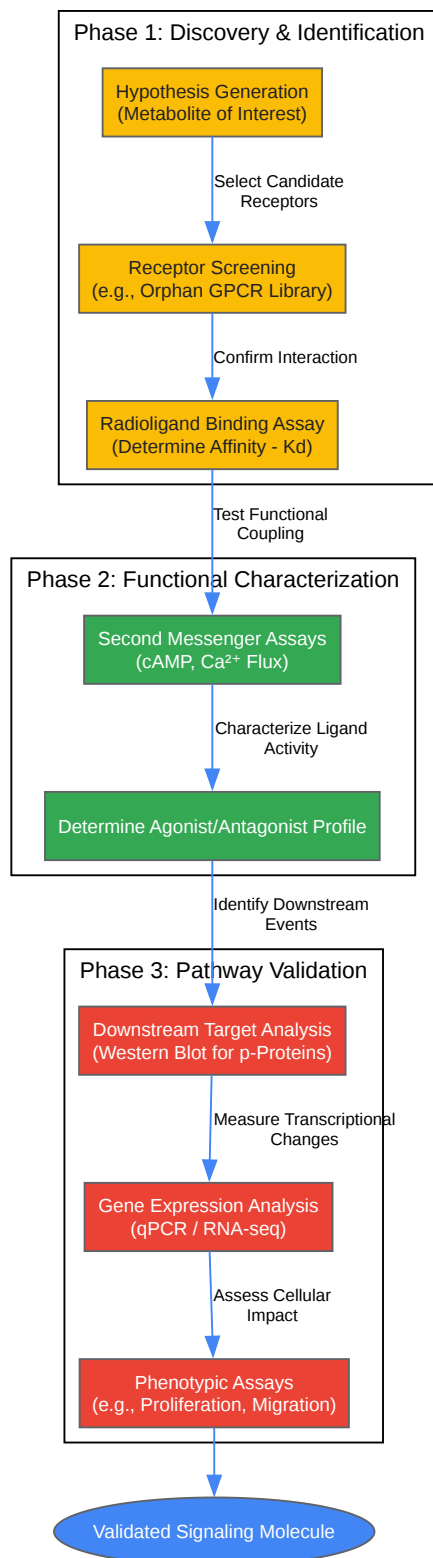 Phase 1: Discovery & Identification
Hypothesis Generation
(Metabolite of Interest)
Select Candidate
Receptors
Receptor Screening
(e.g., Orphan GPCR Library)
Confirm Interaction
Radioligand Binding Assay
(Determine Affinity - Kd)
Test Functional
Coupling
Phase 2: Functional Characterization
Second Messenger Assays
(cAMP, Ca²⁺ Flux)
Characterize Ligand
Activity
Determine Agonist/Antagonist Profile
Identify Downstream
Events
Phase 3: Pathway Validation
Downstream Target Analysis
(Western Blot for p-Proteins)
Measure Transcriptional
Changes
Gene Expression Analysis
(qPCR / RNA-seq)
Assess Cellular
Impact
Phenotypic Assays
(e.g., Proliferation, Migration)
Validated Signaling Molecule